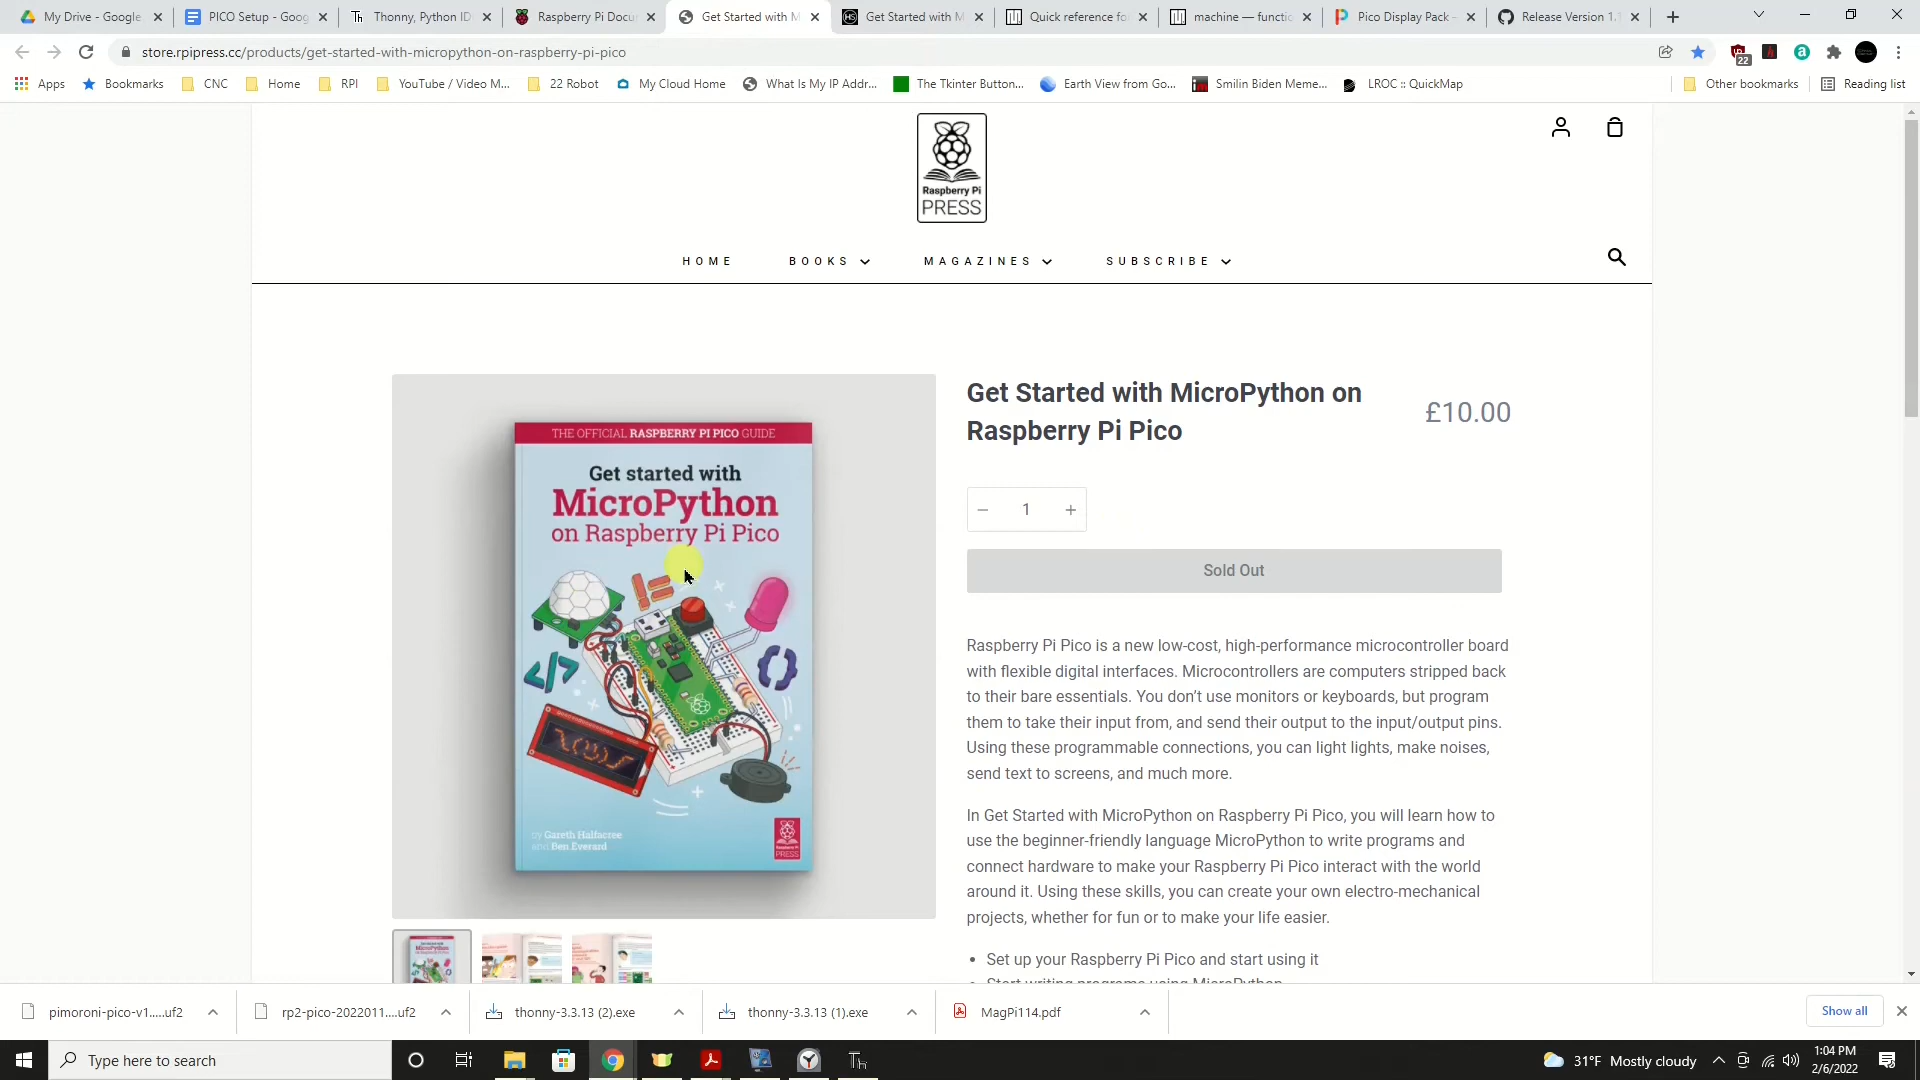 My Drive - Google
PICO Setup - Goog
Thonny, Python ID
Raspberry Pi Docu
Get Started with M
Get Started with M
Quick reference fo
machine — functio
Pico Display Pack –
Release Version 1.1
store.rpipress.cc/products/get-started-with-micropython-on-raspberry-pi-pico
22
Apps
Bookmarks
CNC
Home
RPI
YouTube / Video M...
22 Robot
My Cloud Home
What Is My IP Addr...
The Tkinter Button...
Earth View from Go...
Smilin Biden Meme...
LROC :: QuickMap
Other bookmarks
Reading list
Raspberry Pi
PRESS
HOME
BOOKS
MAGAZINES
SUBSCRIBE
THE OFFICIAL RASPBERRY PI PICO GUIDE
Get started with
MicroPython
on Raspberry Pi Pico
by Gareth Halfacree
and Ben Everard
Get Started with MicroPython on
Raspberry Pi Pico
£10.00
− 1 +
Sold Out
Raspberry Pi Pico is a new low-cost, high-performance microcontroller board
with flexible digital interfaces. Microcontrollers are computers stripped back
to their bare essentials. You don’t use monitors or keyboards, but program
them to take their input from, and send their output to the input/output pins.
Using these programmable connections, you can light lights, make noises,
send text to screens, and much more.
In Get Started with MicroPython on Raspberry Pi Pico, you will learn how to
use the beginner-friendly language MicroPython to write programs and
connect hardware to make your Raspberry Pi Pico interact with the world
around it. Using these skills, you can create your own electro-mechanical
projects, whether for fun or to make your life easier.
• Set up your Raspberry Pi Pico and start using it
• Start writing programs using MicroPython
pimoroni-pico-v1.....uf2
rp2-pico-2022011....uf2
thonny-3.3.13 (2).exe
thonny-3.3.13 (1).exe
MagPi114.pdf
Show all
Type here to search
31°F Mostly cloudy
1:04 PM
2/6/2022